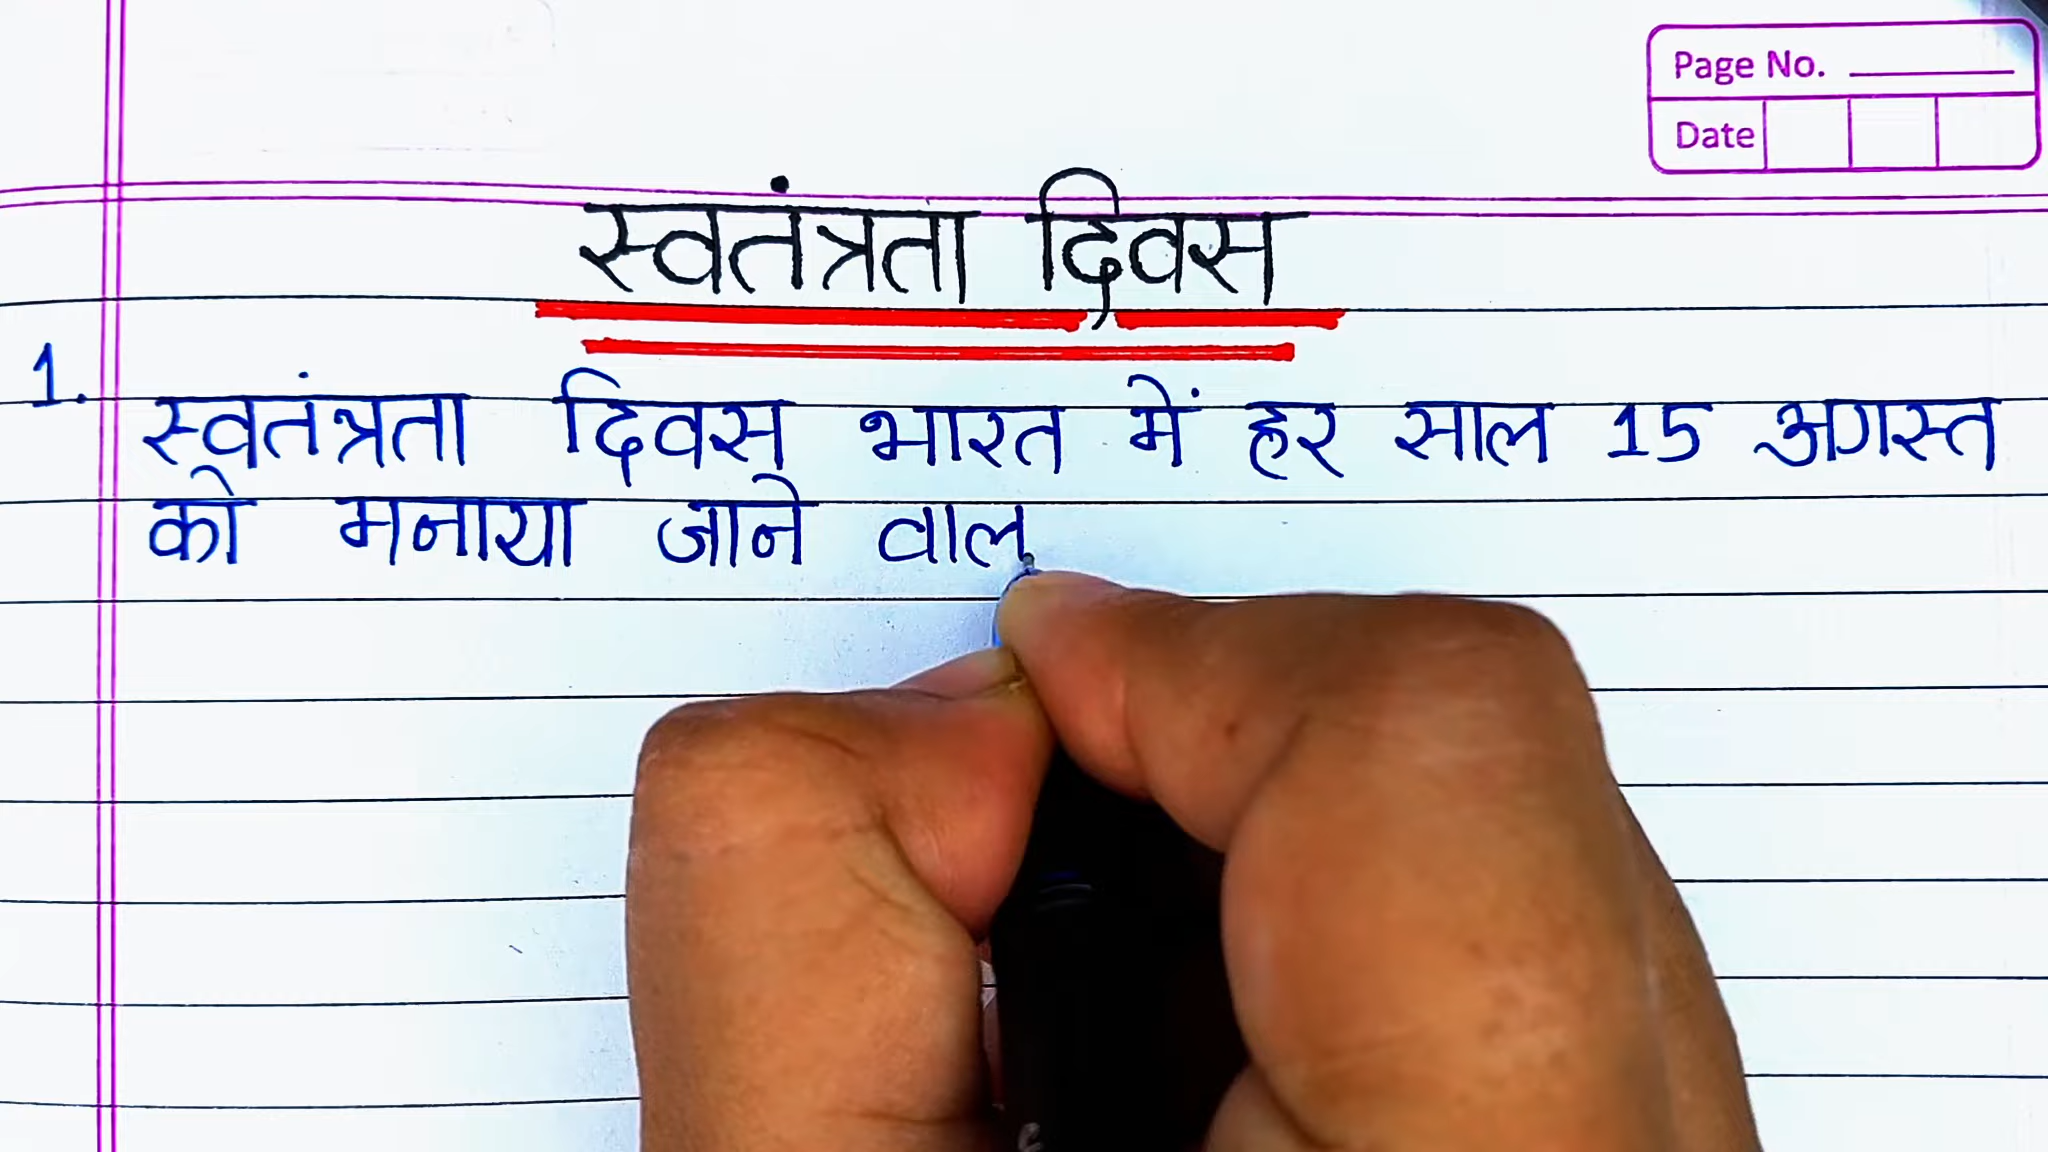 Page No.
Date
स्वतंत्रता दिवस
1.
स्वतंत्रता दिवस भारत में हर साल 15 अगस्त
को मनाया जाने वाल